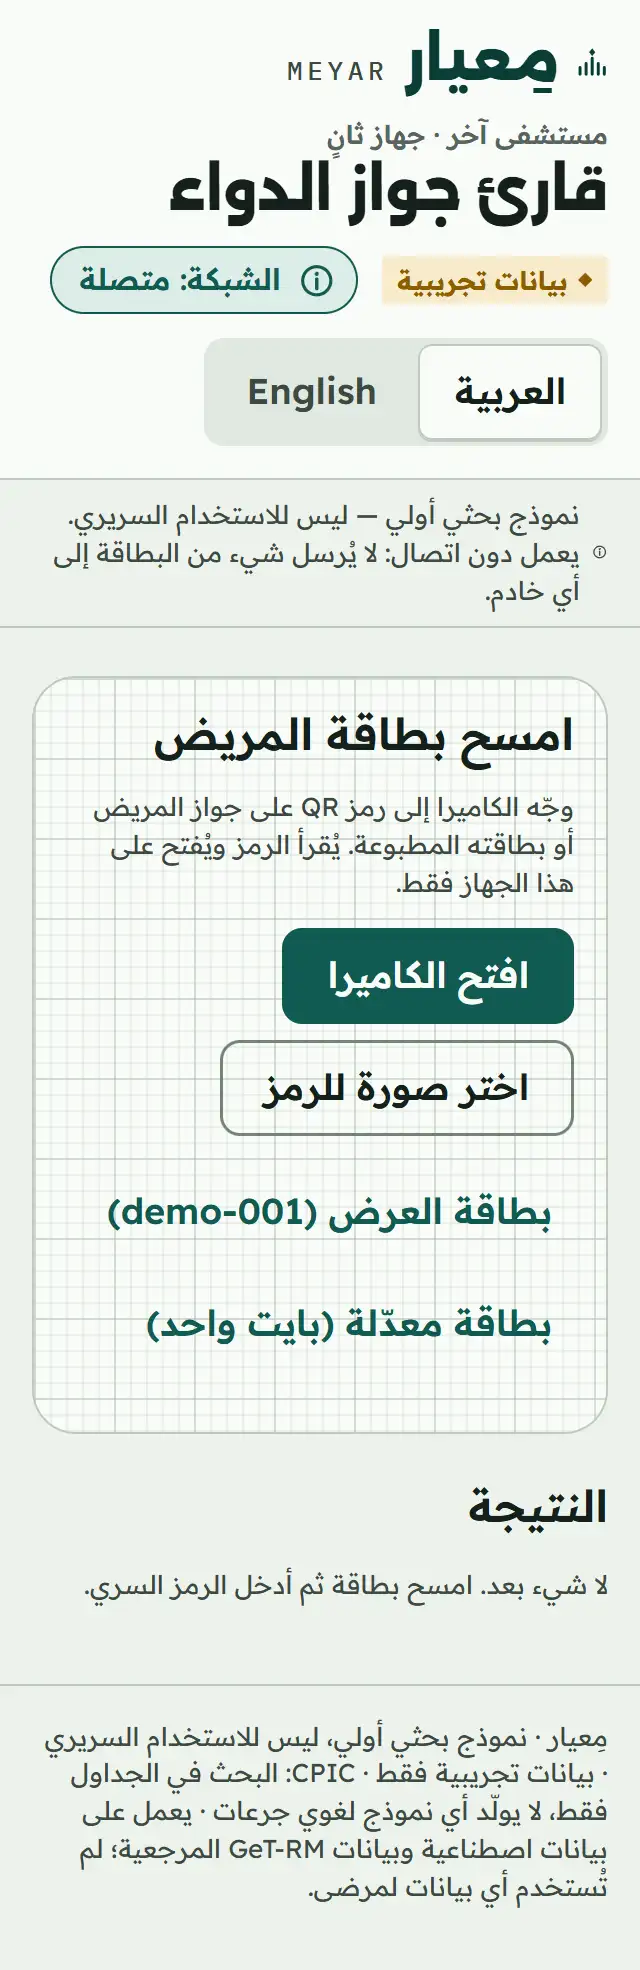 مِعيار MEYAR
مستشفى آخر · جهاز ثانٍ
قارئ جواز الدواء
بيانات تجريبية
الشبكة: متصلة
العربية
English
نموذج بحثي أولي — ليس للاستخدام السريري.
يعمل دون اتصال: لا يُرسل شيء من البطاقة إلى
أي خادم.
امسح بطاقة المريض
وجّه الكاميرا إلى رمز QR على جواز المريض
أو بطاقته المطبوعة. يُقرأ الرمز ويُفتح على
هذا الجهاز فقط.
افتح الكاميرا
اختر صورة للرمز
بطاقة العرض (demo-001)
بطاقة معدّلة (بايت واحد)
النتيجة
لا شيء بعد. امسح بطاقة ثم أدخل الرمز السري.
مِعيار · نموذج بحثي أولي، ليس للاستخدام السريري
· بيانات تجريبية فقط · CPIC: البحث في الجداول
فقط، لا يولّد أي نموذج لغوي جرعات · يعمل على
بيانات اصطناعية وبيانات GeT-RM المرجعية؛ لم
تُستخدم أي بيانات لمرضى.